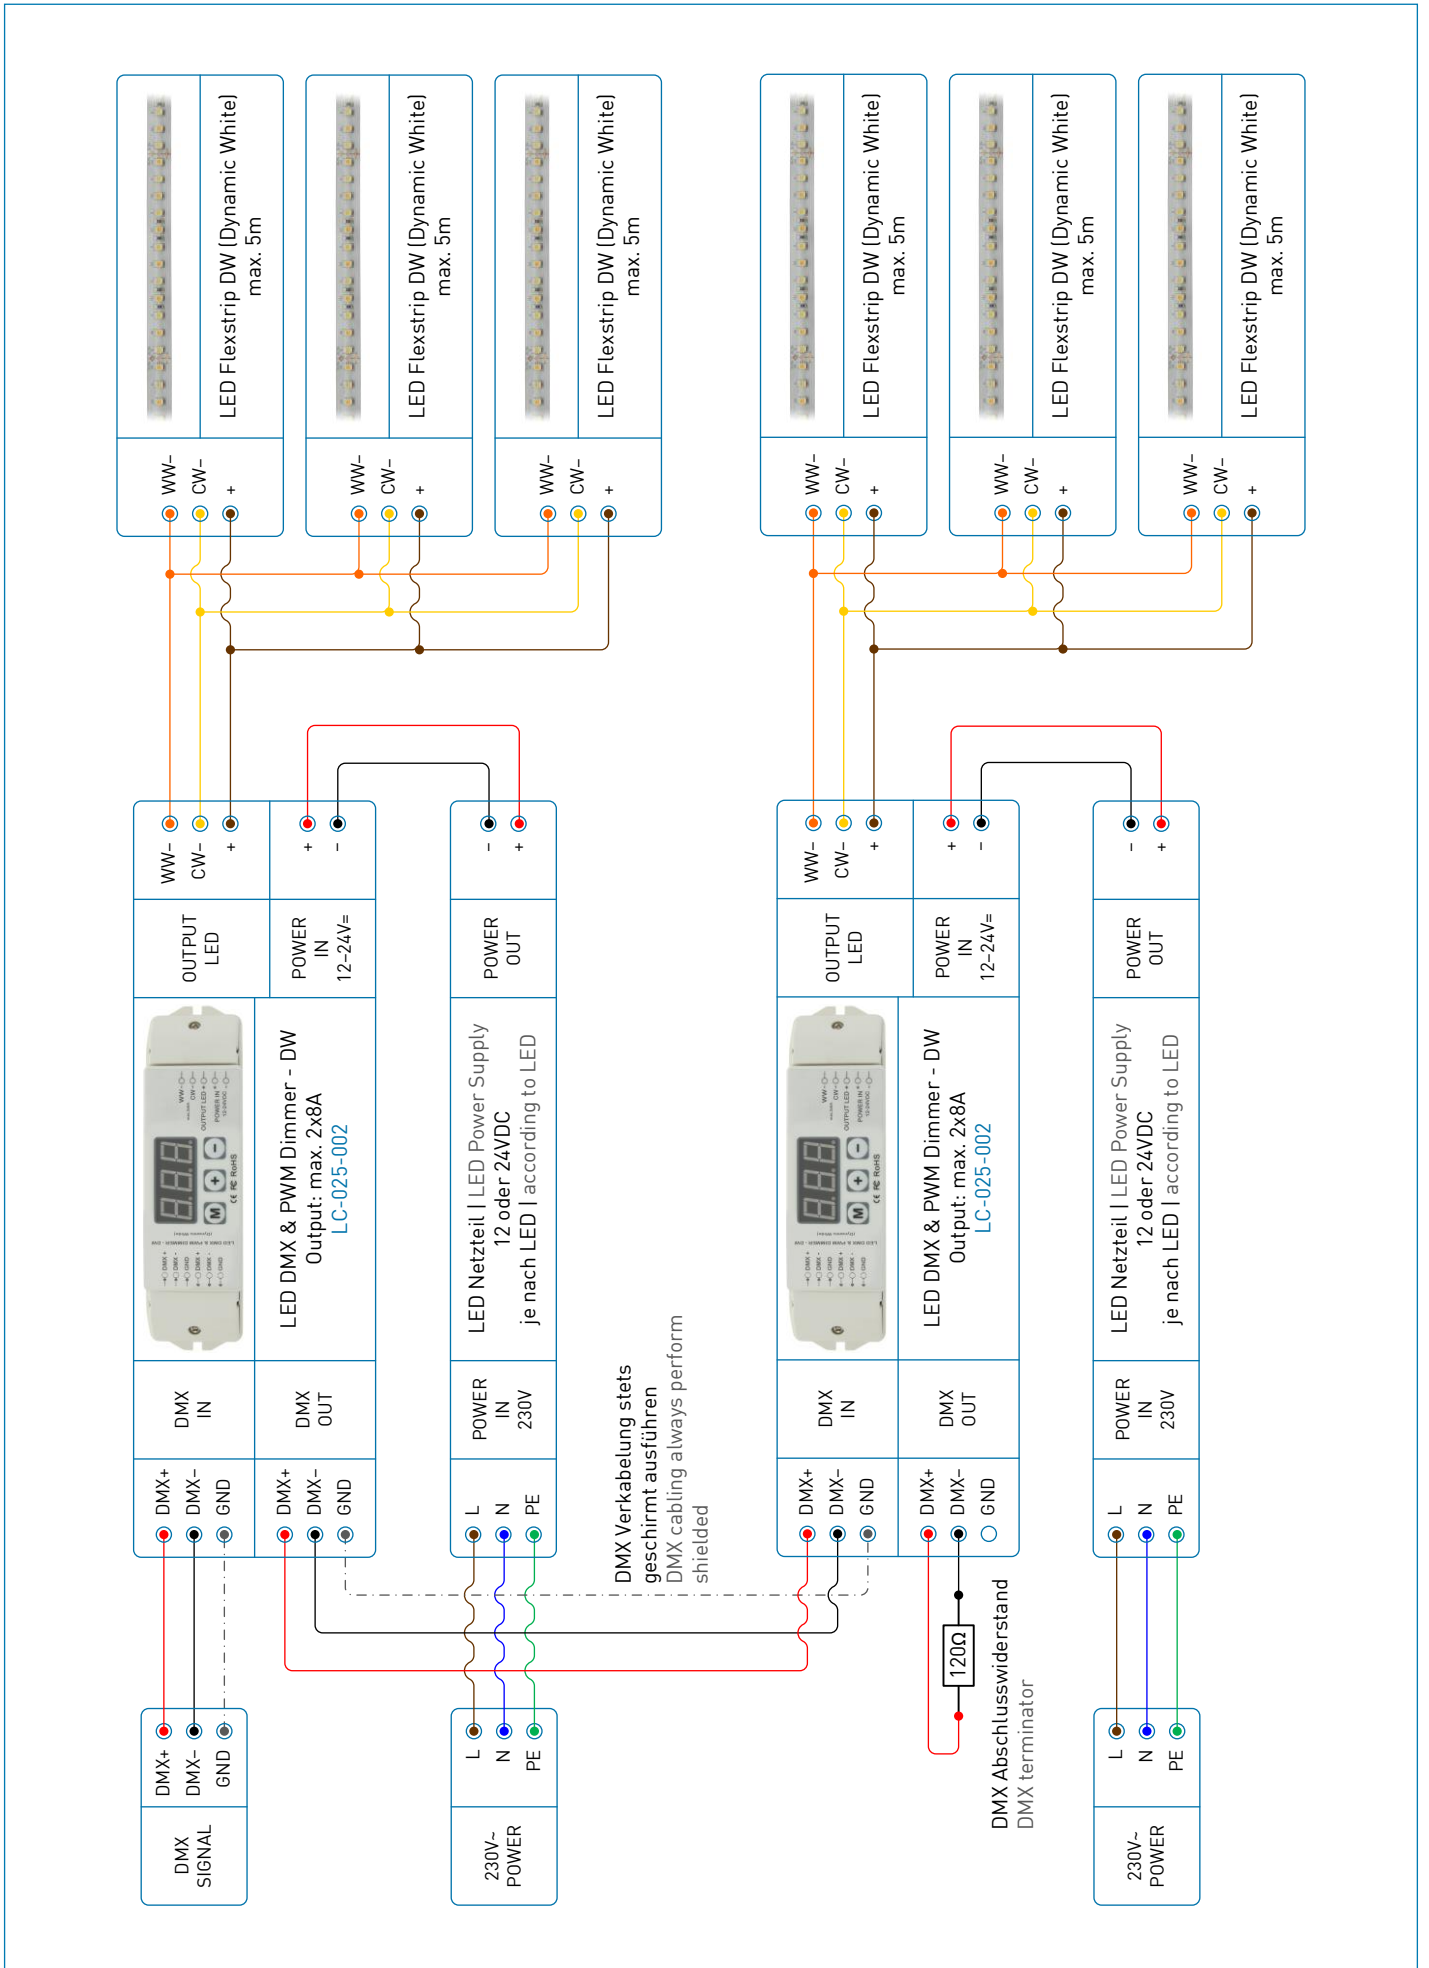 DMX
SIGNAL
DMX+
DMX–
GND
DMX+
DMX–
GND
DMX
IN
DMX+
DMX–
GND
DMX
OUT
LED DMX & PWM Dimmer - DW
Output: max. 2x8A
LC-025-002
M
+
–
CE FC RoHS
OUTPUT
LED
WW–
CW–
+
POWER
IN
12–24V=
+
–
WW–
CW–
+
LED Flexstrip DW (Dynamic White)
max. 5m
WW–
CW–
+
LED Flexstrip DW (Dynamic White)
max. 5m
WW–
CW–
+
LED Flexstrip DW (Dynamic White)
max. 5m
230V~
POWER
L
N
PE
L
N
PE
POWER
IN
230V
LED Netzteil | LED Power Supply
12 oder 24VDC
je nach LED | according to LED
POWER
OUT
–
+
DMX Verkabelung stets
geschirmt ausführen
DMX cabling always perform
shielded
DMX+
DMX–
GND
DMX
IN
DMX+
DMX–
GND
DMX
OUT
120Ω
DMX Abschlusswiderstand
DMX terminator
LED DMX & PWM Dimmer - DW
Output: max. 2x8A
LC-025-002
M
+
–
CE FC RoHS
OUTPUT
LED
WW–
CW–
+
POWER
IN
12–24V=
+
–
WW–
CW–
+
LED Flexstrip DW (Dynamic White)
max. 5m
WW–
CW–
+
LED Flexstrip DW (Dynamic White)
max. 5m
WW–
CW–
+
LED Flexstrip DW (Dynamic White)
max. 5m
230V~
POWER
L
N
PE
L
N
PE
POWER
IN
230V
LED Netzteil | LED Power Supply
12 oder 24VDC
je nach LED | according to LED
POWER
OUT
–
+